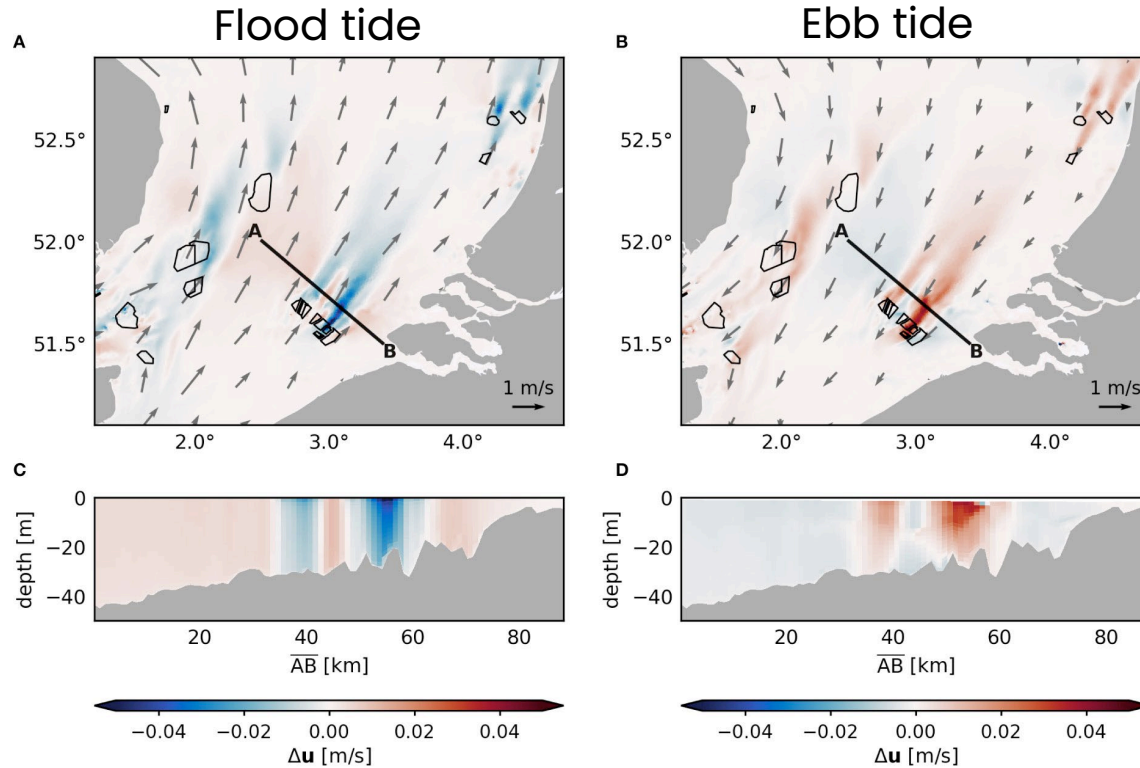 Flood tide
Ebb tide
A
B
52.5°
52.0°
51.5°
A
B
1 m/s
2.0° 3.0° 4.0°
52.5°
52.0°
51.5°
A
B
1 m/s
2.0° 3.0° 4.0°
C
D
0
−20
−40
depth [m]
20 40 60 80
AB [km]
0
−20
−40
depth [m]
20 40 60 80
AB [km]
−0.04 −0.02 0.00 0.02 0.04
Δu [m/s]
−0.04 −0.02 0.00 0.02 0.04
Δu [m/s]